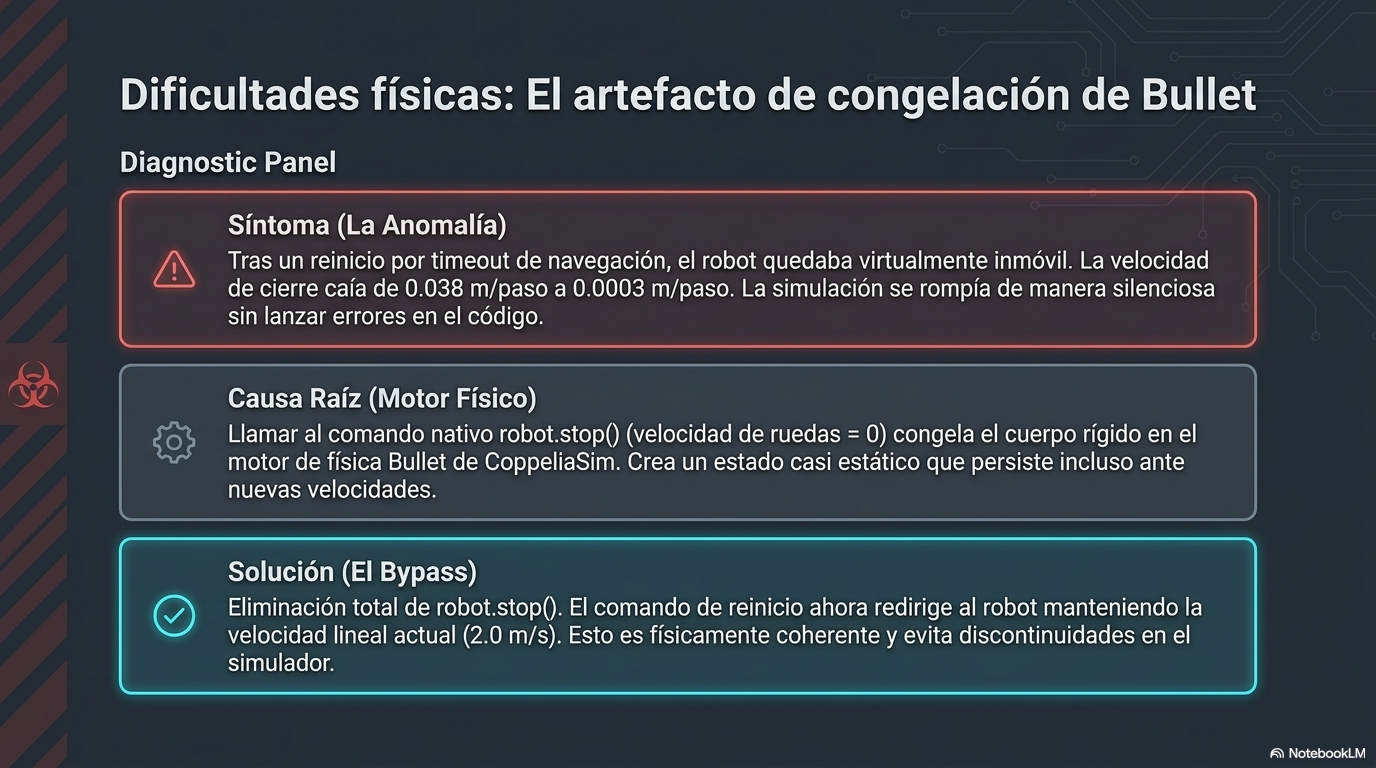 Dificultades físicas: El artefacto de congelación de Bullet
Diagnostic Panel
Síntoma (La Anomalía)
Tras un reinicio por timeout de navegación, el robot quedaba virtualmente inmóvil. La velocidad
de cierre caía de 0.038 m/paso a 0.0003 m/paso. La simulación se rompía de manera silenciosa
sin lanzar errores en el código.
Causa Raíz (Motor Físico)
Llamar al comando nativo robot.stop() (velocidad de ruedas = 0) congela el cuerpo rígido en el
motor de física Bullet de CoppeliaSim. Crea un estado casi estático que persiste incluso ante
nuevas velocidades.
Solución (El Bypass)
Eliminación total de robot.stop(). El comando de reinicio ahora redirige al robot manteniendo la
velocidad lineal actual (2.0 m/s). Esto es físicamente coherente y evita discontinuidades en el
simulador.
NotebookLM